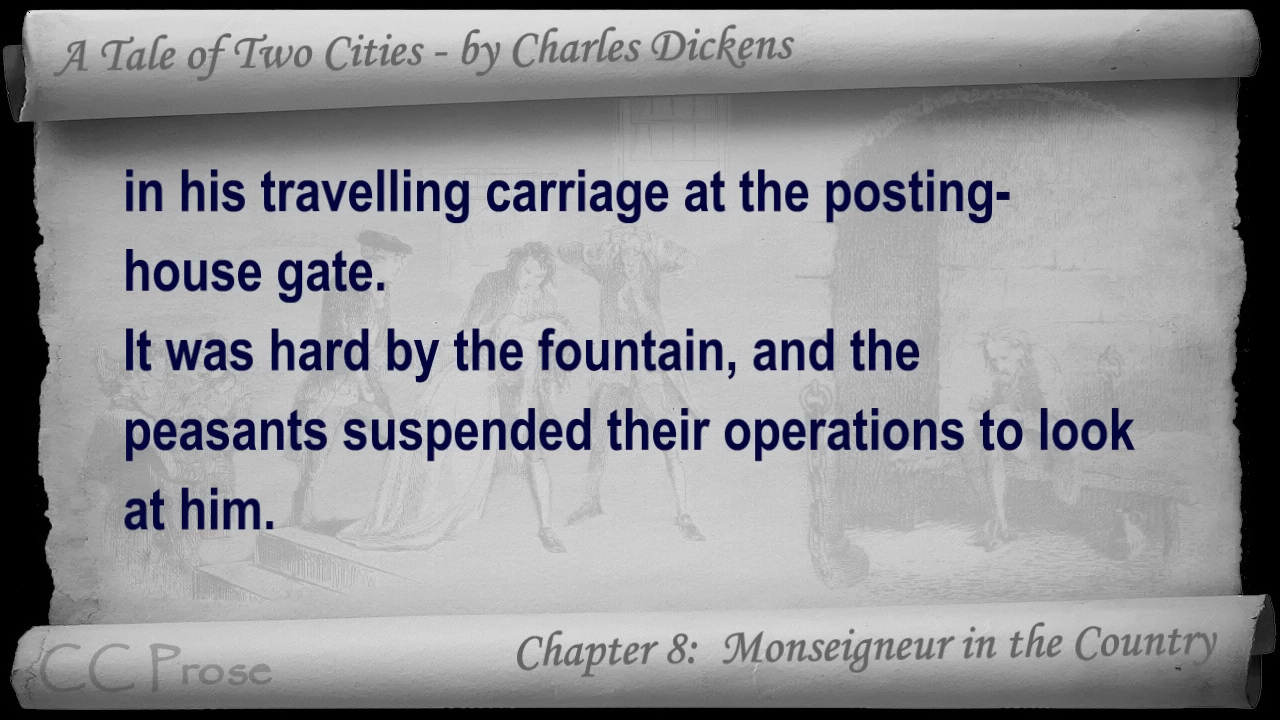 A Tale of Two Cities - by Charles Dickens
in his travelling carriage at the posting-
house gate.
It was hard by the fountain, and the
peasants suspended their operations to look
at him.
CC Prose
Chapter 8: Monseigneur in the Country